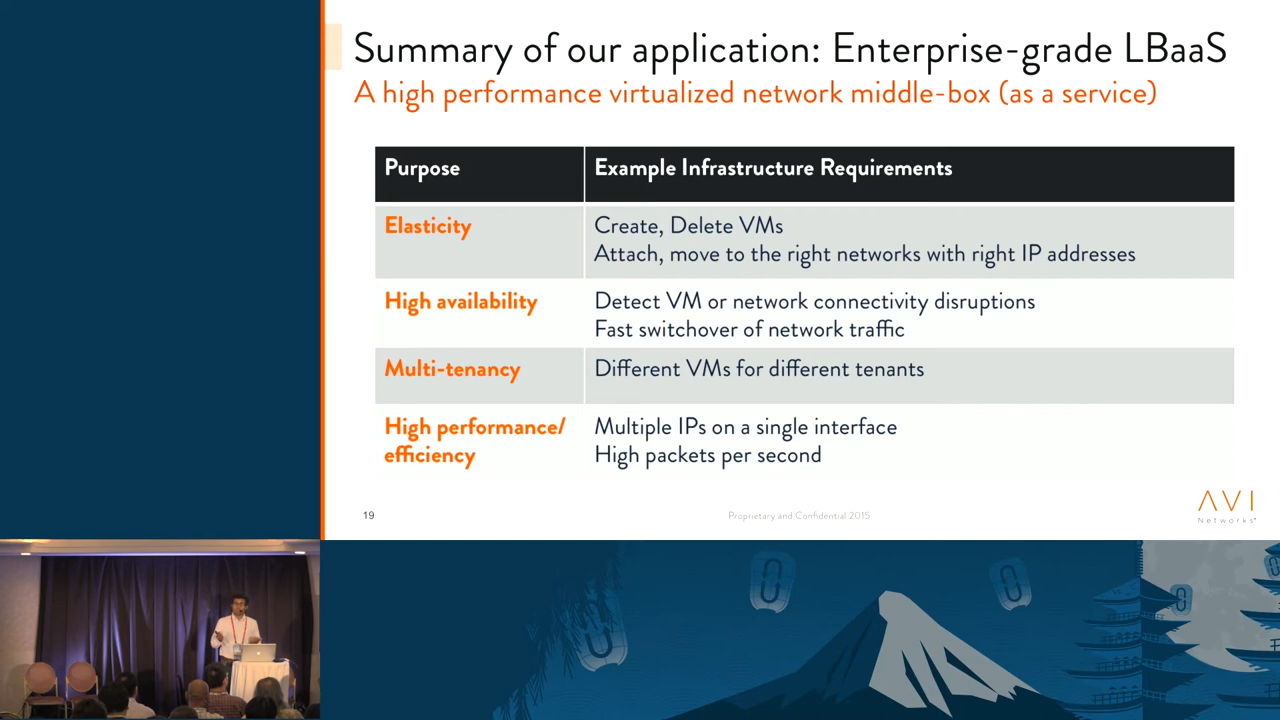 Summary of our application: Enterprise-grade LBaaS
A high performance virtualized network middle-box (as a service)
Purpose
Example Infrastructure Requirements
Elasticity
Create, Delete VMs
Attach, move to the right networks with right IP addresses
High availability
Detect VM or network connectivity disruptions
Fast switchover of network traffic
Multi-tenancy
Different VMs for different tenants
High performance/
efficiency
Multiple IPs on a single interface
High packets per second
19
Proprietary and Confidential 2015
AVI
Networks